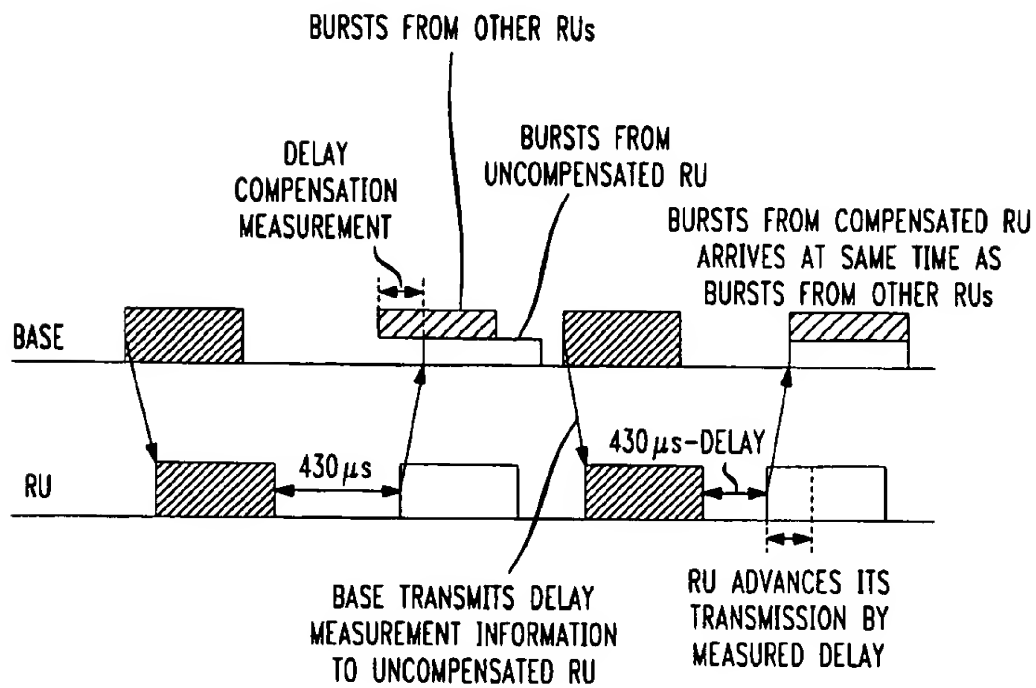 BURSTS FROM OTHER RUs
DELAY
COMPENSATION
MEASUREMENT
BURSTS FROM
UNCOMPENSATED RU
BURSTS FROM COMPENSATED RU
ARRIVES AT SAME TIME AS
BURSTS FROM OTHER RUs
BASE
430μs
430μs-DELAY
RU
BASE TRANSMITS DELAY
MEASUREMENT INFORMATION
TO UNCOMPENSATED RU
RU ADVANCES ITS
TRANSMISSION BY
MEASURED DELAY